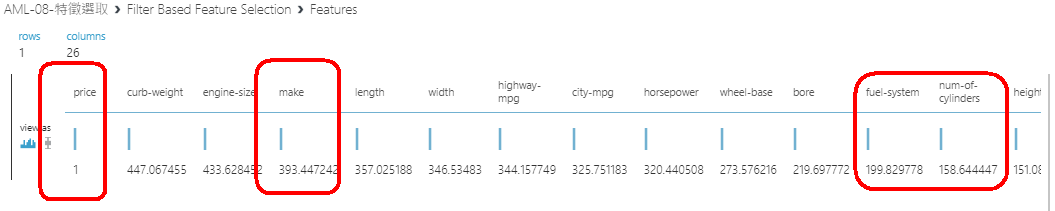 AML-08-特徵選取 › Filter Based Feature Selection › Features
rows columns
1 26
price curb-weight engine-size make length width highway-mpg city-mpg horsepower wheel-base bore fuel-system num-of-cylinders height
view as
1 447.067455 433.628452 393.447242 357.025188 346.53483 344.157749 325.751183 320.440508 273.576216 219.697772 199.829778 158.644447 151.08